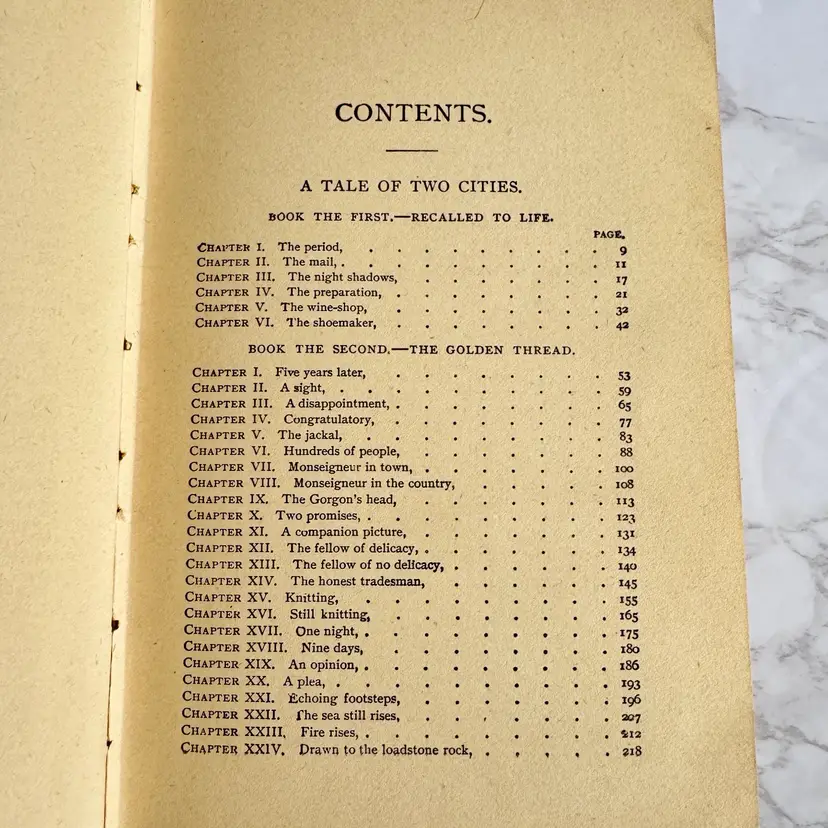 CONTENTS.
A TALE OF TWO CITIES.
BOOK THE FIRST.—RECALLED TO LIFE.
PAGE.
CHAPTER I. The period, . . . . . . . . . 9
CHAPTER II. The mail, . . . . . . . . . . 11
CHAPTER III. The night shadows, . . . . . . . 17
CHAPTER IV. The preparation, . . . . . . . . 21
CHAPTER V. The wine-shop, . . . . . . . . 32
CHAPTER VI. The shoemaker, . . . . . . . . 42
BOOK THE SECOND.—THE GOLDEN THREAD.
CHAPTER I. Five years later, . . . . . . . . 53
CHAPTER II. A sight, . . . . . . . . . . 59
CHAPTER III. A disappointment, . . . . . . . . 65
CHAPTER IV. Congratulatory, . . . . . . . . 77
CHAPTER V. The jackal, . . . . . . . . . 83
CHAPTER VI. Hundreds of people, . . . . . . . 88
CHAPTER VII. Monseigneur in town, . . . . . . . 100
CHAPTER VIII. Monseigneur in the country, . . . . . . 108
CHAPTER IX. The Gorgon's head, . . . . . . . 113
CHAPTER X. Two promises, . . . . . . . . . 123
CHAPTER XI. A companion picture, . . . . . . . 131
CHAPTER XII. The fellow of delicacy, . . . . . . . 134
CHAPTER XIII. The fellow of no delicacy, . . . . . . 140
CHAPTER XIV. The honest tradesman, . . . . . . 145
CHAPTER XV. Knitting, . . . . . . . . . 155
CHAPTER XVI. Still knitting, . . . . . . . . 165
CHAPTER XVII. One night, . . . . . . . . . 175
CHAPTER XVIII. Nine days, . . . . . . . . 180
CHAPTER XIX. An opinion, . . . . . . . . . 186
CHAPTER XX. A plea, . . . . . . . . . . 193
CHAPTER XXI. Echoing footsteps, . . . . . . . 196
CHAPTER XXII. The sea still rises, . . . . . . . 207
CHAPTER XXIII, Fire rises, . . . . . . . . 212
CHAPTER XXIV. Drawn to the loadstone rock, . . . . . 218